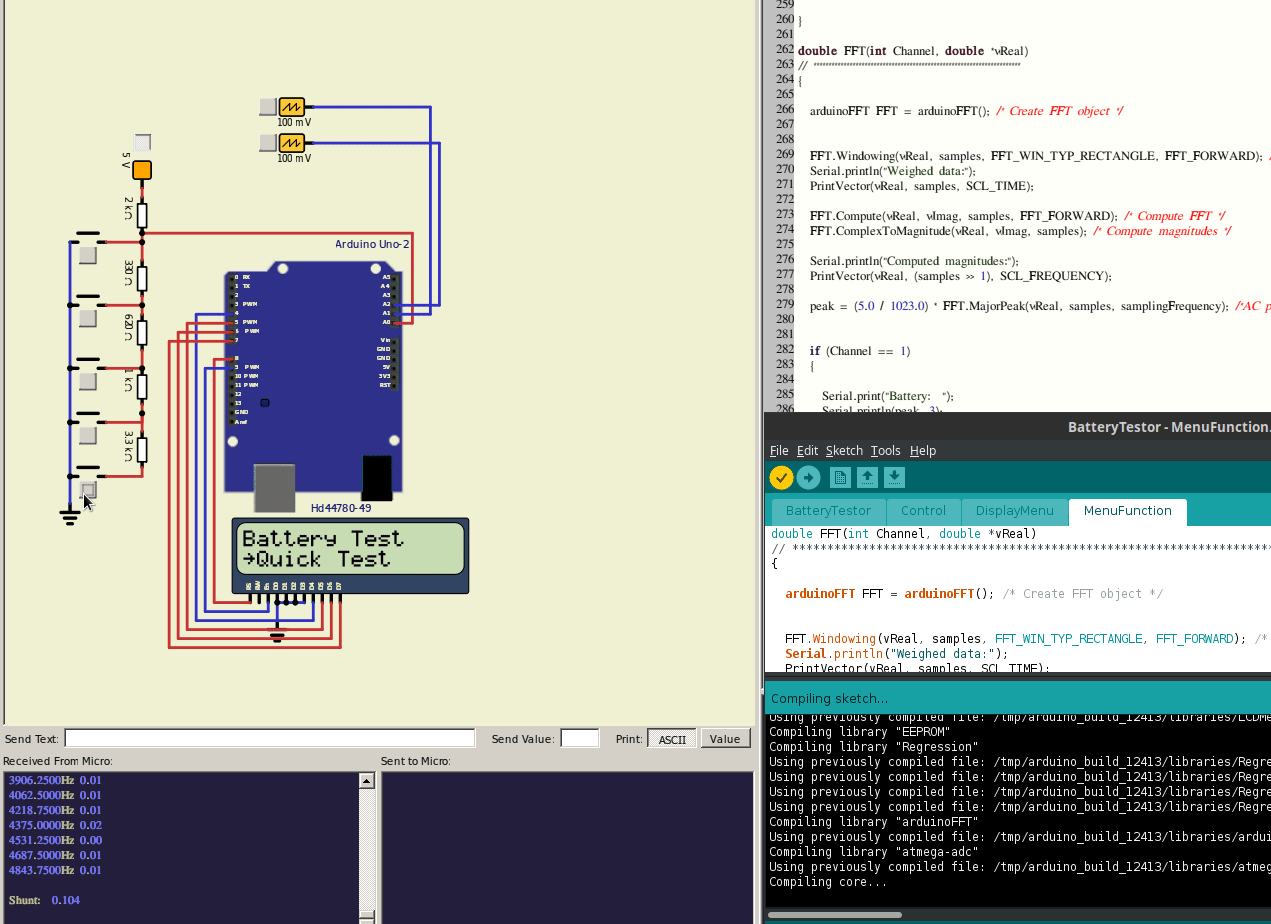 100 mV
100 mV
5 V
2 kΩ
330Ω
620Ω
1 kΩ
3.3 kΩ
Arduino Uno-2
0 RX
1 TX
2
3 PWM
4
5 PWM
6 PWM
7
8
9 PWM
10 PWM
11 PWM
12
13
GND
Aref
A5
A4
A3
A2
A1
A0
Vin
GND
GND
5V
3V3
RST
Hd44780-49
Battery Test
→Quick Test
RS RW En D0 D1 D2 D3 D4 D5 D6 D7
Send Text:
Send Value:
Print: ASCII Value
Received From Micro:
Sent to Micro:
3906.2500Hz 0.01
4062.5000Hz 0.01
4218.7500Hz 0.01
4375.0000Hz 0.02
4531.2500Hz 0.00
4687.5000Hz 0.01
4843.7500Hz 0.01
Shunt: 0.104
259
260 }
261
262 double FFT(int Channel, double *vReal)
263 // **********************************************************************
264 {
265
266 arduinoFFT FFT = arduinoFFT(); /* Create FFT object */
267
268
269 FFT.Windowing(vReal, samples, FFT_WIN_TYP_RECTANGLE, FFT_FORWARD); /
270 Serial.println("Weighed data:");
271 PrintVector(vReal, samples, SCL_TIME);
272
273 FFT.Compute(vReal, vImag, samples, FFT_FORWARD); /* Compute FFT */
274 FFT.ComplexToMagnitude(vReal, vImag, samples); /* Compute magnitudes */
275
276 Serial.println("Computed magnitudes:");
277 PrintVector(vReal, (samples >> 1), SCL_FREQUENCY);
278
279 peak = (5.0 / 1023.0) * FFT.MajorPeak(vReal, samples, samplingFrequency); /*AC p
280
281
282 if (Channel == 1)
283 {
284
285 Serial.print("Battery: ");
286 Serial.println(peak, 3);
BatteryTestor - MenuFunction
File Edit Sketch Tools Help
BatteryTestor Control DisplayMenu MenuFunction
double FFT(int Channel, double *vReal)
// **********************************************************************
{
arduinoFFT FFT = arduinoFFT(); /* Create FFT object */
FFT.Windowing(vReal, samples, FFT_WIN_TYP_RECTANGLE, FFT_FORWARD); /*
Serial.println("Weighed data:");
PrintVector(vReal, samples, SCL_TIME);
Compiling sketch...
Using previously compiled file: /tmp/arduino_build_12413/libraries/LCDMe
Compiling library "EEPROM"
Compiling library "Regression"
Using previously compiled file: /tmp/arduino_build_12413/libraries/Regre
Using previously compiled file: /tmp/arduino_build_12413/libraries/Regre
Using previously compiled file: /tmp/arduino_build_12413/libraries/Regre
Using previously compiled file: /tmp/arduino_build_12413/libraries/Regre
Compiling library "arduinoFFT"
Using previously compiled file: /tmp/arduino_build_12413/libraries/ardui
Compiling library "atmega-adc"
Using previously compiled file: /tmp/arduino_build_12413/libraries/atmeg
Compiling core...